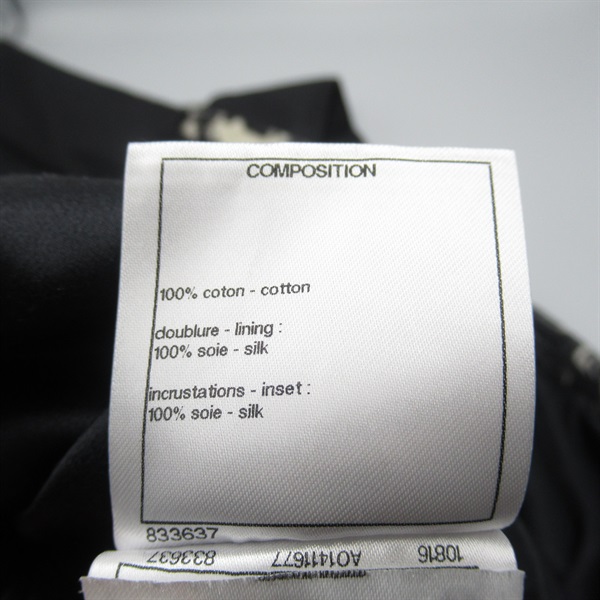 COMPOSITION
100% coton - cotton
doublure - lining :
100% soie - silk
incrustations - inset :
100% soie - silk
833637
10816 A01411677 833637